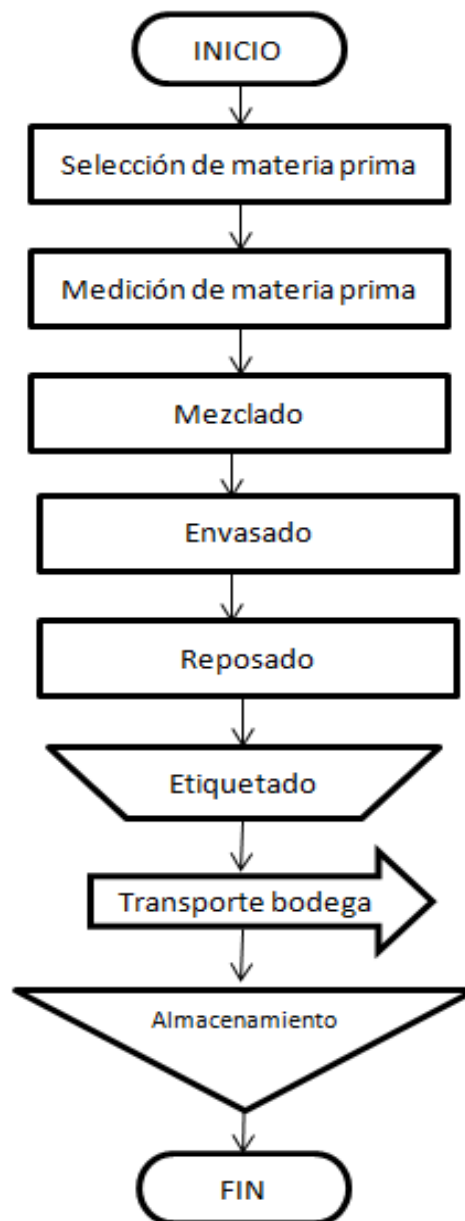 INICIO
Selección de materia prima
Medición de materia prima
Mezclado
Envasado
Reposado
Etiquetado
Transporte bodega
Almacenamiento
FIN